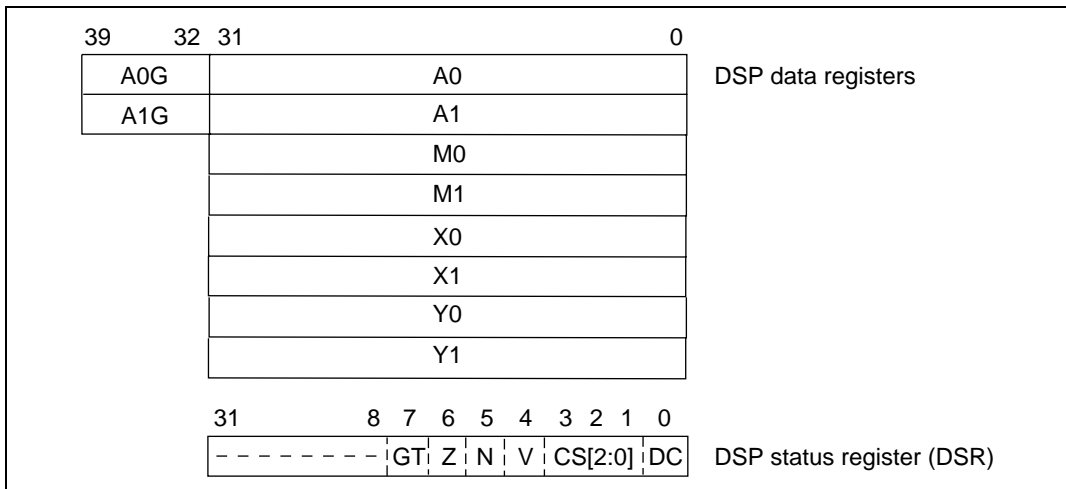 39 32 31 0
A0G A0 DSP data registers
A1G A1
M0
M1
X0
X1
Y0
Y1
31 8 7 6 5 4 3 2 1 0
GT Z N V CS[2:0] DC DSP status register (DSR)